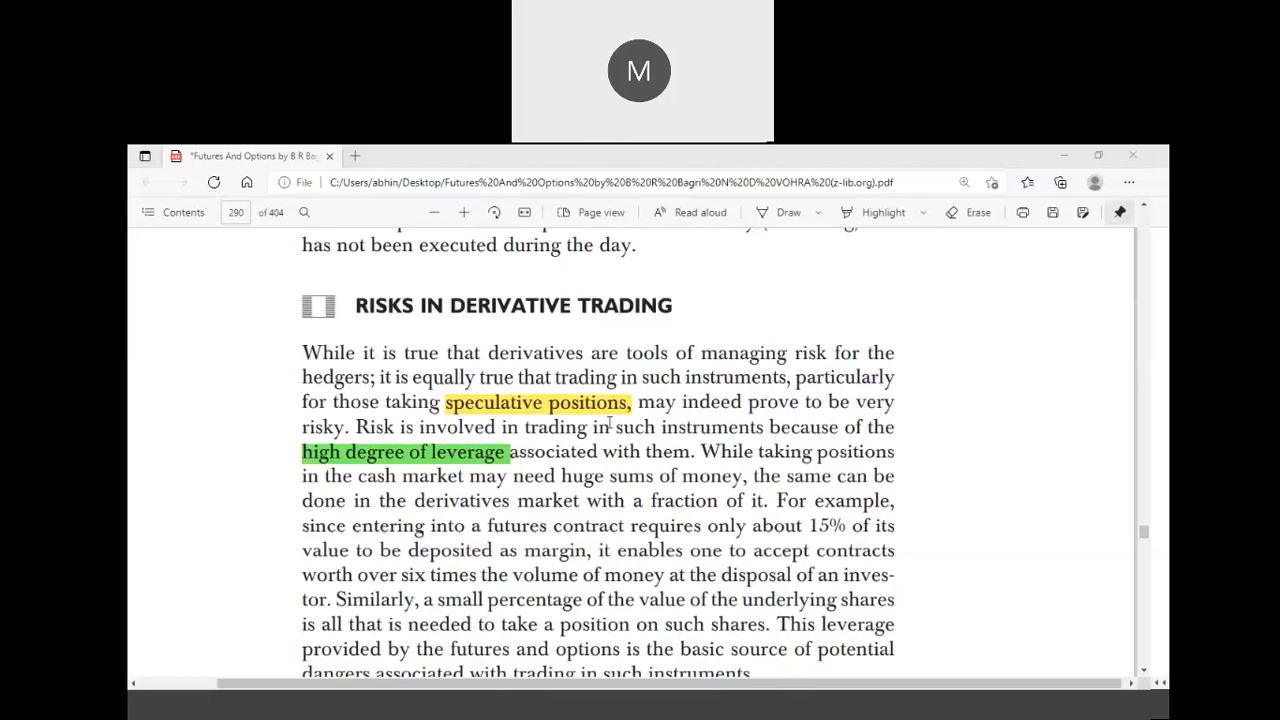 M
*Futures And Options by B R Ba
File
C:/Users/abhin/Desktop/Futures%20And%20Options%20by%20B%20R%20Bagri%20N%20D%20VOHRA%20(z-lib.org).pdf
Contents
290 of 404
Page view
Read aloud
Draw
Highlight
Erase
has not been executed during the day.
RISKS IN DERIVATIVE TRADING
While it is true that derivatives are tools of managing risk for the
hedgers; it is equally true that trading in such instruments, particularly
for those taking speculative positions, may indeed prove to be very
risky. Risk is involved in trading in such instruments because of the
high degree of leverage associated with them. While taking positions
in the cash market may need huge sums of money, the same can be
done in the derivatives market with a fraction of it. For example,
since entering into a futures contract requires only about 15% of its
value to be deposited as margin, it enables one to accept contracts
worth over six times the volume of money at the disposal of an inves-
tor. Similarly, a small percentage of the value of the underlying shares
is all that is needed to take a position on such shares. This leverage
provided by the futures and options is the basic source of potential
dangers associated with trading in such instruments.